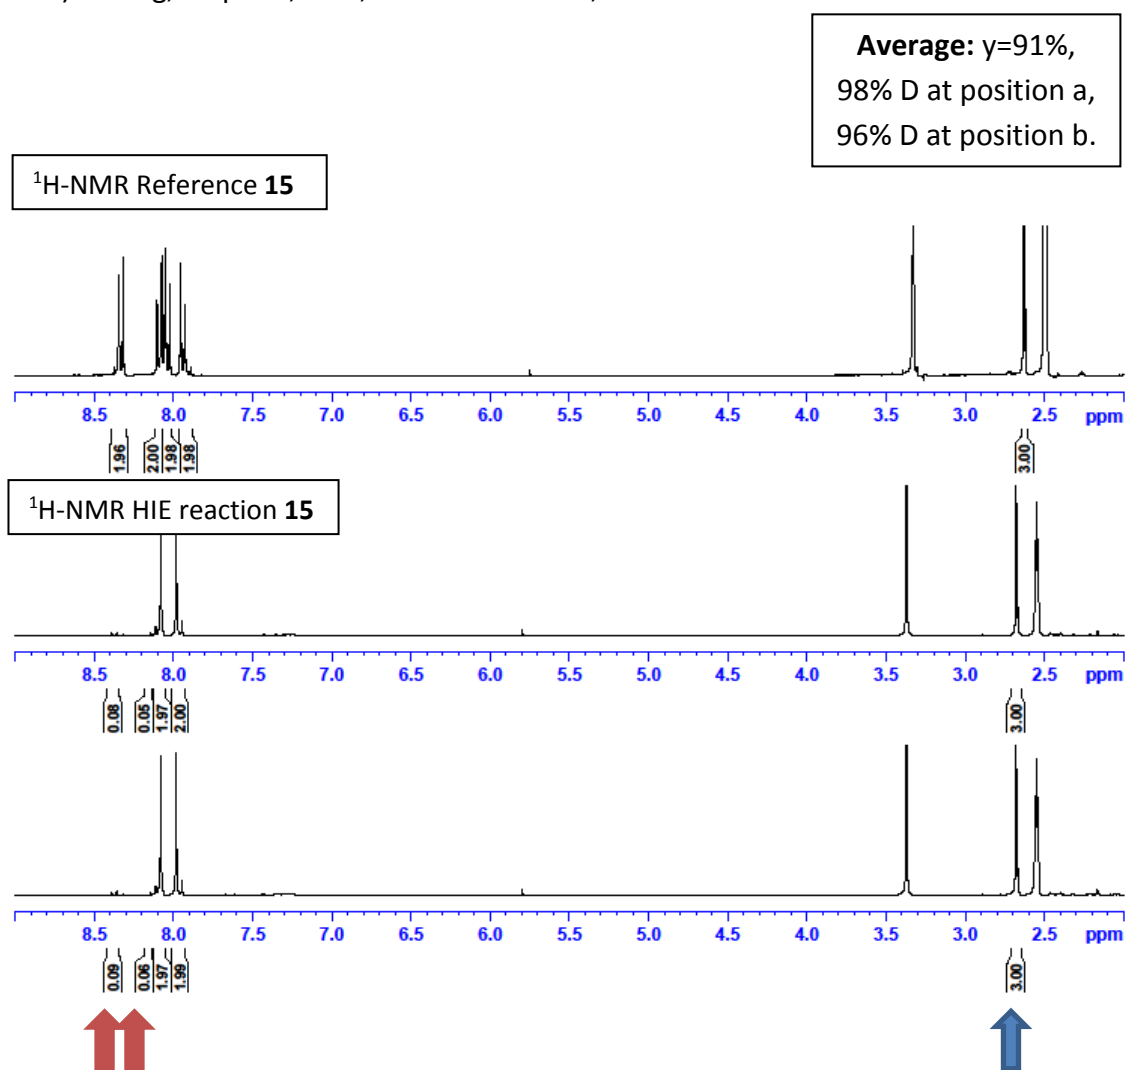 Average: y=91%,
98% D at position a,
96% D at position b.
¹H-NMR Reference 15
8.5 8.0 7.5 7.0 6.5 6.0 5.5 5.0 4.5 4.0 3.5 3.0 2.5 ppm
1.96 2.00 1.98 1.98 3.00
¹H-NMR HIE reaction 15
8.5 8.0 7.5 7.0 6.5 6.0 5.5 5.0 4.5 4.0 3.5 3.0 2.5 ppm
0.08 0.05 1.97 2.00 3.00
8.5 8.0 7.5 7.0 6.5 6.0 5.5 5.0 4.5 4.0 3.5 3.0 2.5 ppm
0.09 0.06 1.97 1.99 3.00